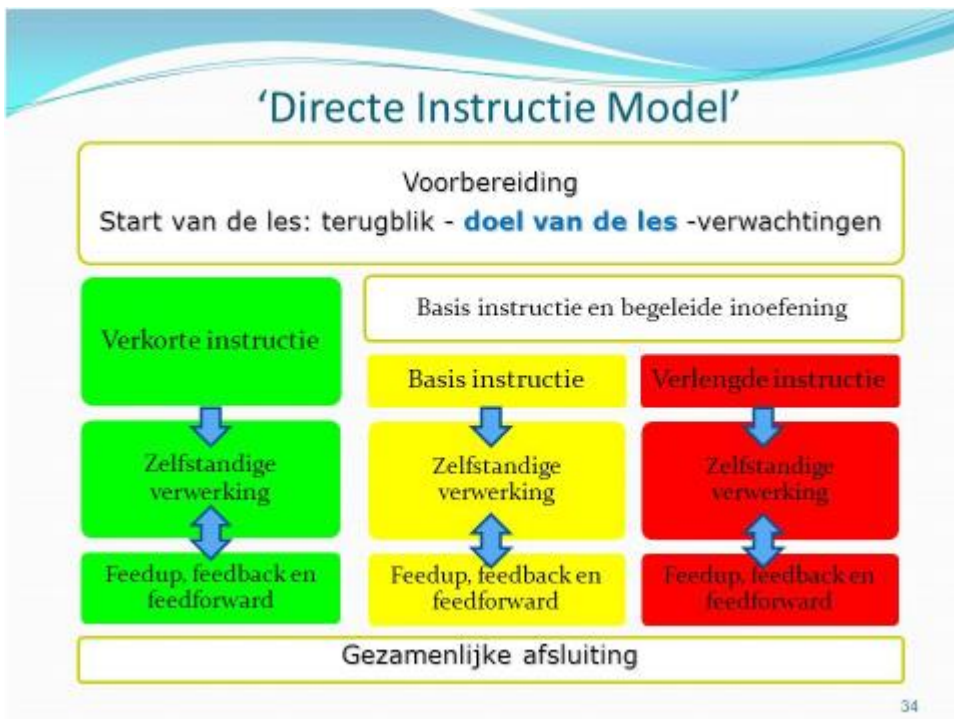 ‘Directe Instructie Model’
Voorbereiding
Start van de les: terugblik - doel van de les -verwachtingen
Verkorte instructie
Basis instructie en begeleide inoefening
Basis instructie
Verlengde instructie
Zelfstandige
verwerking
Zelfstandige
verwerking
Zelfstandige
verwerking
Feedup, feedback en
feedforward
Feedup, feedback en
feedforward
Feedup, feedback en
feedforward
Gezamenlijke afsluiting
34